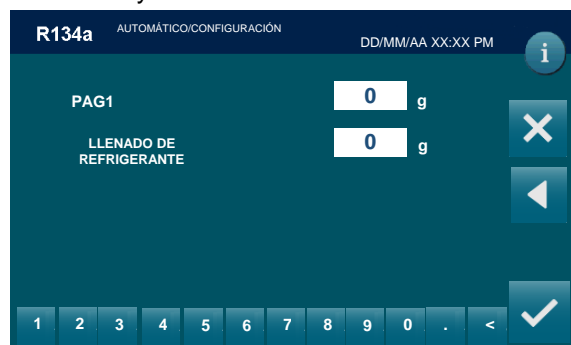 R134a AUTOMÁTICO/CONFIGURACIÓN DD/MM/AA XX:XX PM
i
PAG1 0 g
LLENADO DE
REFRIGERANTE 0 g
1 2 3 4 5 6 7 8 9 0 . <